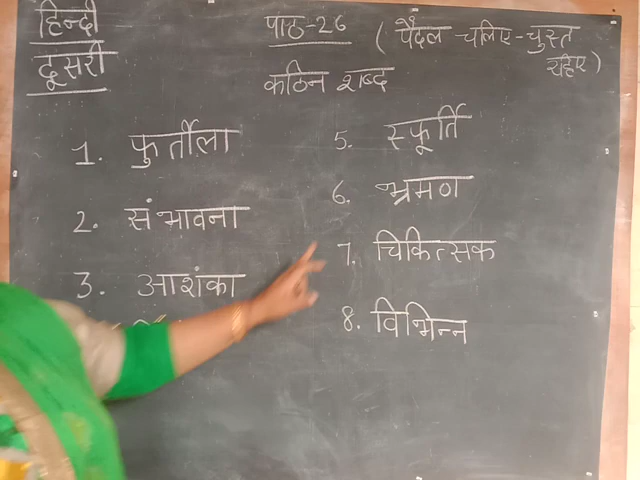 हिन्दी
दूसरी
पाठ-26 (पैदल चलिए-चुस्त
रहिए)
कठिन शब्द
1. फुर्तीला
2. संभावना
3. आशंका
5. स्फूर्ति
6. भ्रमण
7. चिकित्सक
8. विभिन्न